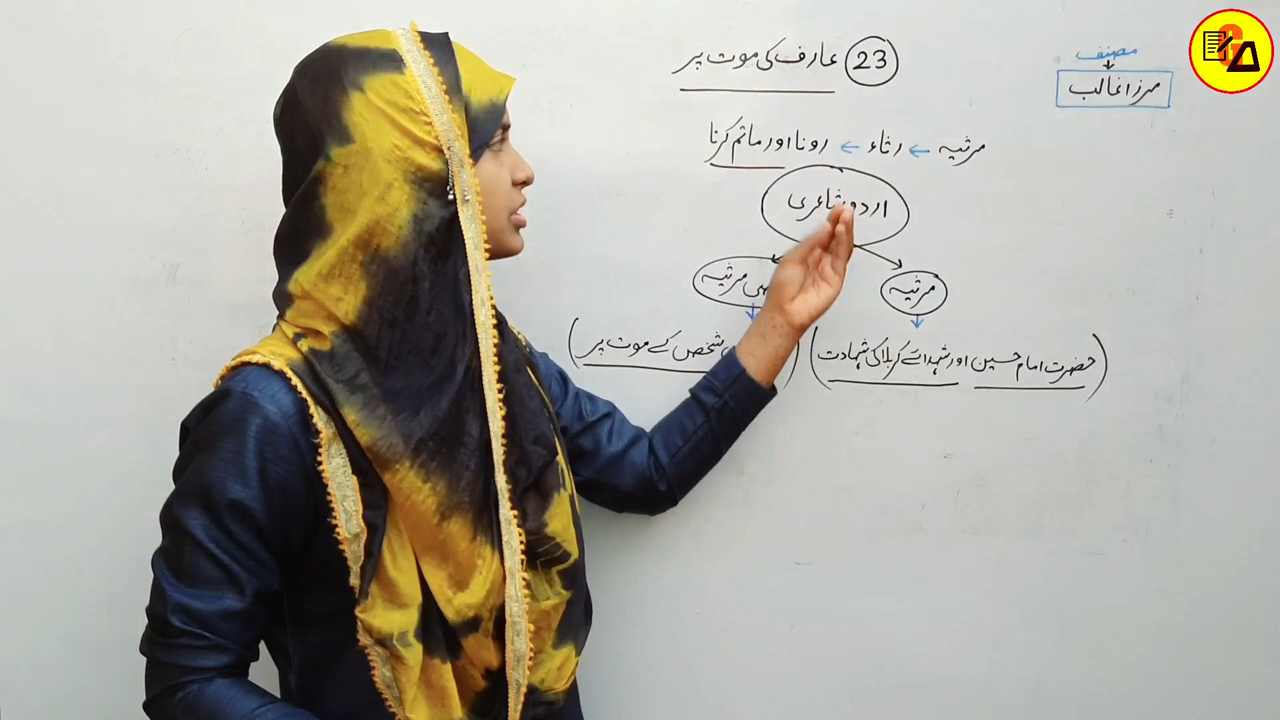 23 عارف کی موت پر
مصنف
مرزا غالب
مرثیہ ← رثاء ← رونا اور ماتم کرنا
اردو شاعری
مرثیہ
مرثیہ
(حضرت امام حسین اور شہدائے کربلا کی شہادت)
شخص کے موت پر